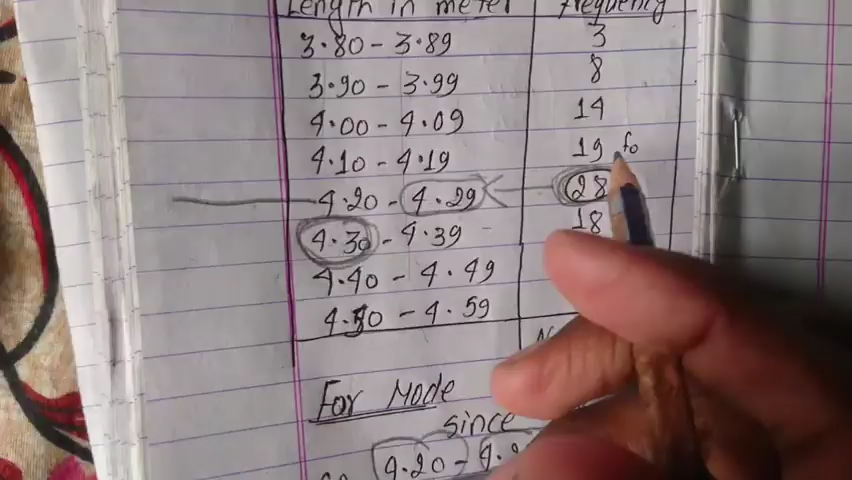 Length in meter Frequency
3.80 - 3.89 3
3.90 - 3.99 8
4.00 - 4.09 14
4.10 - 4.19 19 fo
4.20 - 4.29 28
4.30 - 4.39 18
4.40 - 4.49
4.50 - 4.59
For Mode
since
4.20 -